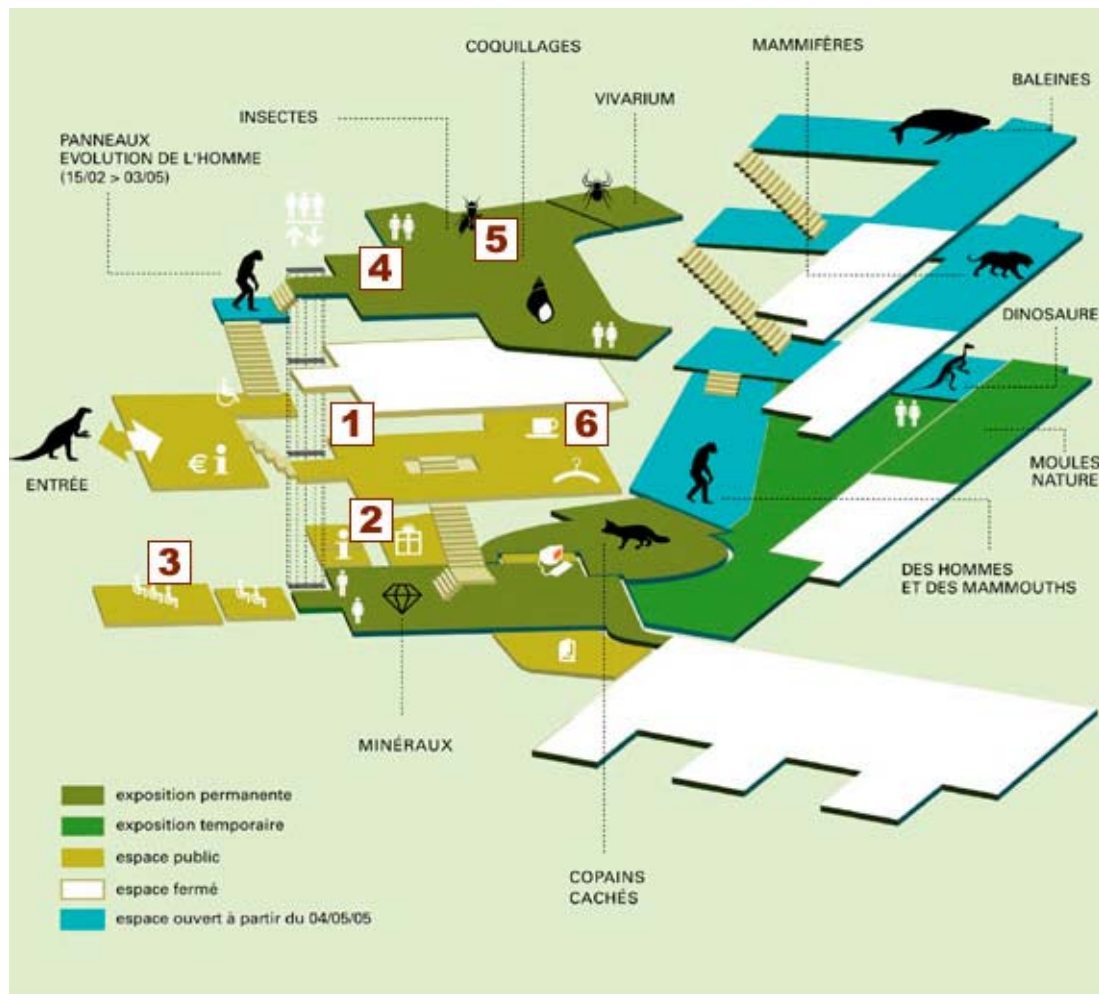 COQUILLAGES
MAMMIFÈRES
BALEINES
VIVARIUM
INSECTES
PANNEAUX
EVOLUTION DE L'HOMME
(15/02 > 03/05)
5
4
DINOSAURE
1
6
€ i
ENTRÉE
MOULES
NATURE
2
i
3
DES HOMMES
ET DES MAMMOUTHS
MINÉRAUX
exposition permanente
exposition temporaire
espace public
espace fermé
espace ouvert à partir du 04/05/05
COPAINS
CACHÉS